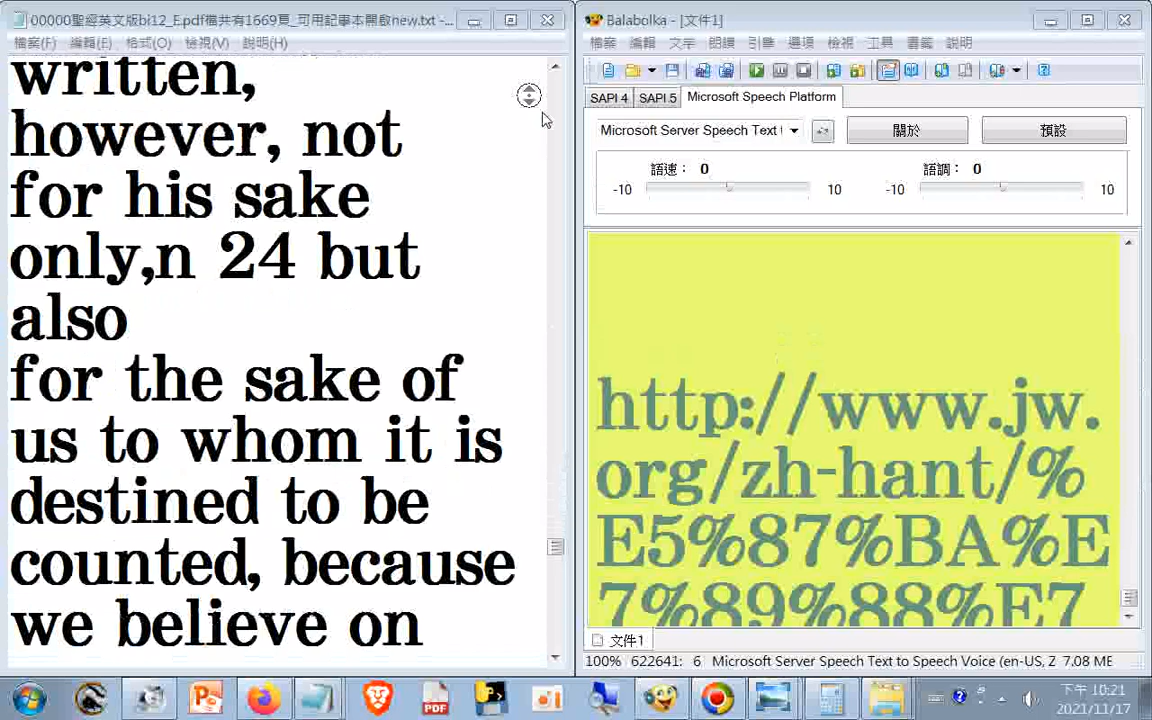 00000聖經英文版bi12_E.pdf檔共有1669頁_可用記事本開啟new.txt -...
檔案(F) 編輯(E) 格式(O) 檢視(V) 說明(H)
written,
however, not
for his sake
only,n 24 but
also
for the sake of
us to whom it is
destined to be
counted, because
we believe on
Balabolka - [文件1]
檔案 編輯 文字 朗讀 引擎 選項 檢視 工具 書籤 說明
SAPI 4 SAPI 5 Microsoft Speech Platform
Microsoft Server Speech Text 關於 預設
語速： 0 語調： 0
-10 10 -10 10
http://www.jw.
org/zh-hant/%
E5%87%BA%E
7%89%88%E7
文件1
100% 622641: 6 Microsoft Server Speech Text to Speech Voice (en-US, Z 7.08 ME
PDF
下午 10:21
2021/11/17